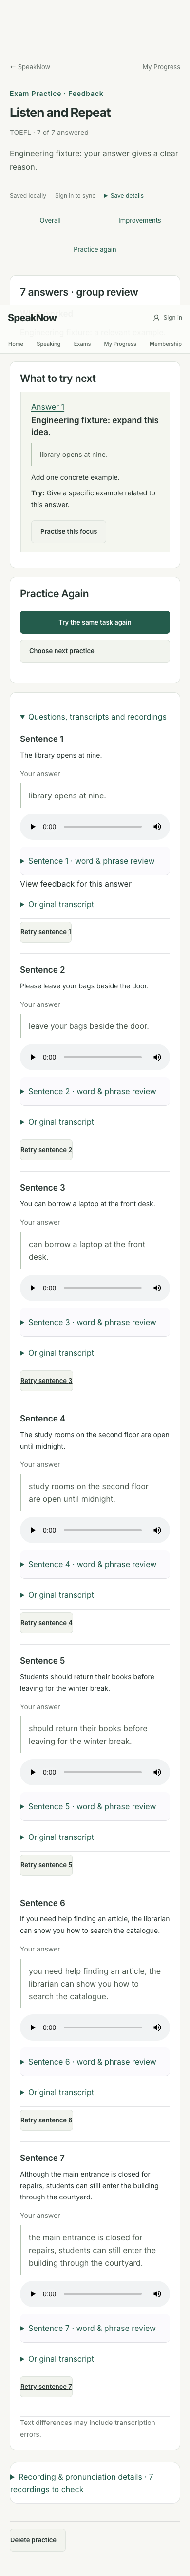 ← SpeakNow
My Progress
Exam Practice · Feedback
Listen and Repeat
TOEFL · 7 of 7 answered
Engineering fixture: your answer gives a clear
reason.
Saved locally
Sign in to sync
▶ Save details
Overall
Improvements
Practice again
7 answers · group review
SpeakNow
Sign in
Home
Speaking
Exams
My Progress
Membership
What to try next
Answer 1
Engineering fixture: expand this
idea.
library opens at nine.
Add one concrete example.
Try: Give a specific example related to
this answer.
Practise this focus
Practice Again
Try the same task again
Choose next practice
▼ Questions, transcripts and recordings
Sentence 1
The library opens at nine.
Your answer
library opens at nine.
0:00
▶ Sentence 1 · word & phrase review
View feedback for this answer
▶ Original transcript
Retry sentence 1
Sentence 2
Please leave your bags beside the door.
Your answer
leave your bags beside the door.
0:00
▶ Sentence 2 · word & phrase review
▶ Original transcript
Retry sentence 2
Sentence 3
You can borrow a laptop at the front desk.
Your answer
can borrow a laptop at the front
desk.
0:00
▶ Sentence 3 · word & phrase review
▶ Original transcript
Retry sentence 3
Sentence 4
The study rooms on the second floor are open
until midnight.
Your answer
study rooms on the second floor
are open until midnight.
0:00
▶ Sentence 4 · word & phrase review
▶ Original transcript
Retry sentence 4
Sentence 5
Students should return their books before
leaving for the winter break.
Your answer
should return their books before
leaving for the winter break.
0:00
▶ Sentence 5 · word & phrase review
▶ Original transcript
Retry sentence 5
Sentence 6
If you need help finding an article, the librarian
can show you how to search the catalogue.
Your answer
you need help finding an article, the
librarian can show you how to
search the catalogue.
0:00
▶ Sentence 6 · word & phrase review
▶ Original transcript
Retry sentence 6
Sentence 7
Although the main entrance is closed for
repairs, students can still enter the building
through the courtyard.
Your answer
the main entrance is closed for
repairs, students can still enter the
building through the courtyard.
0:00
▶ Sentence 7 · word & phrase review
▶ Original transcript
Retry sentence 7
Text differences may include transcription
errors.
▶ Recording & pronunciation details · 7
recordings to check
Delete practice